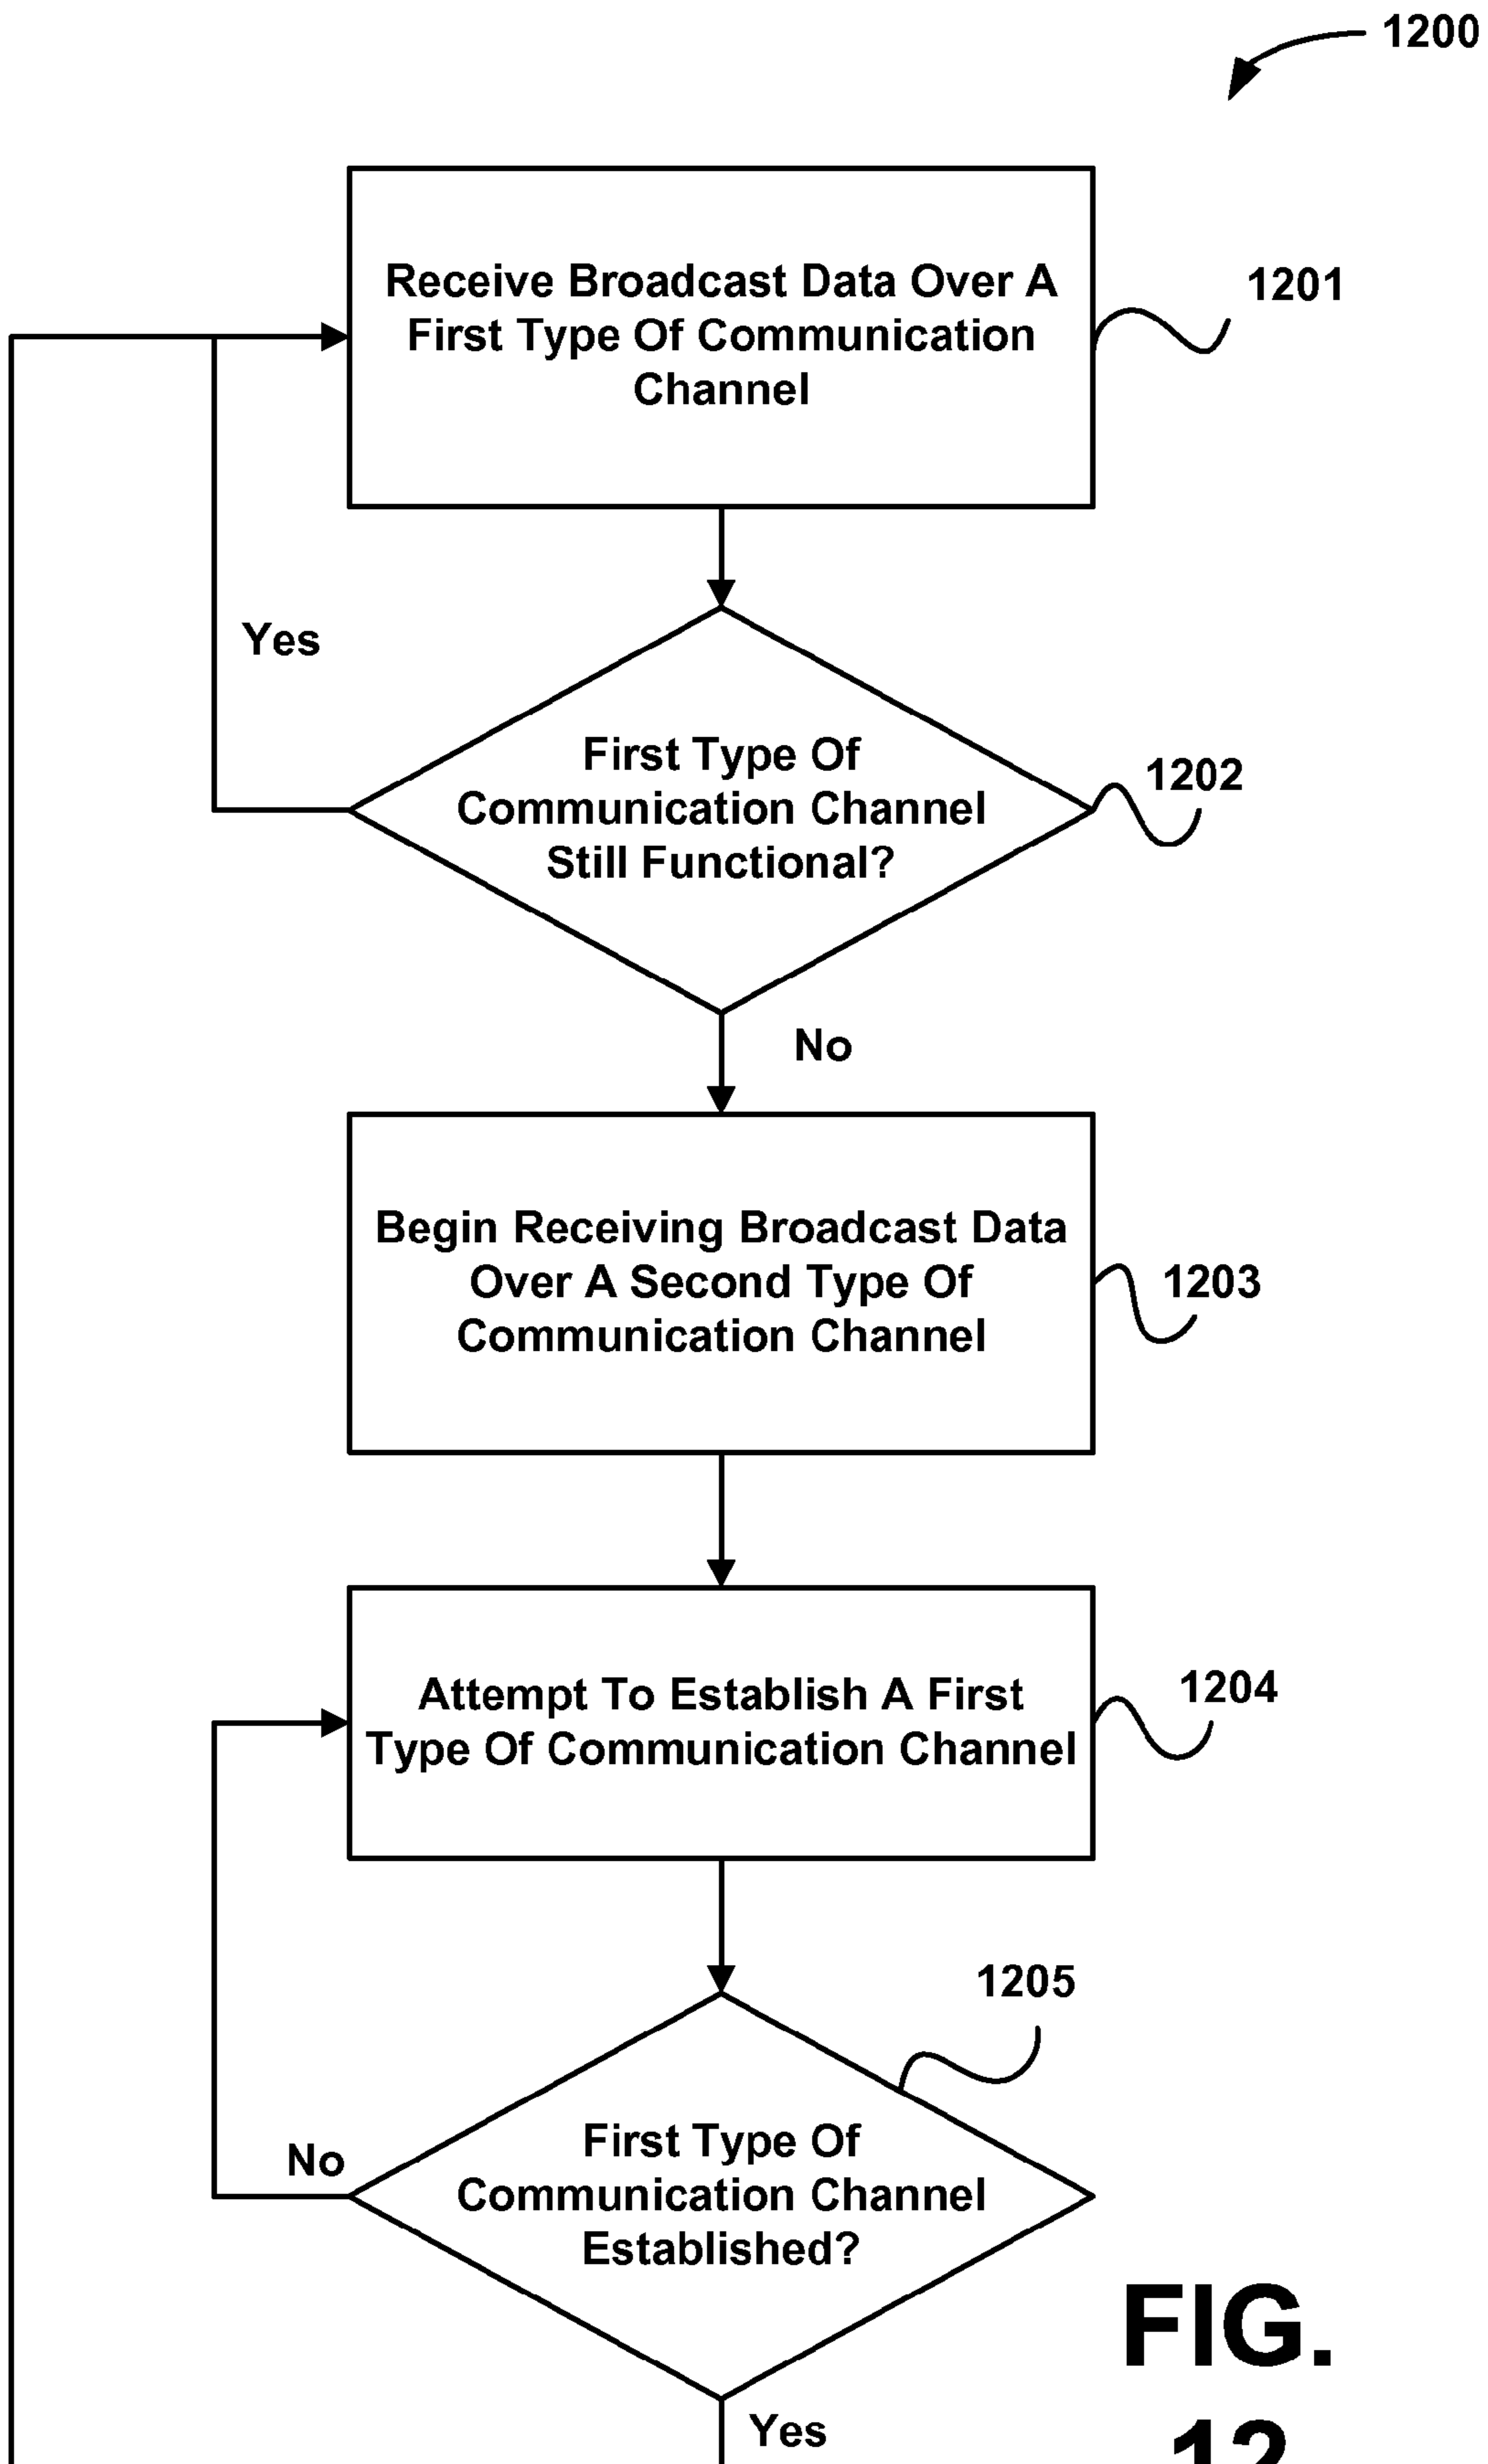 1200
Receive Broadcast Data Over A
First Type Of Communication
Channel
1201
Yes
First Type Of
Communication Channel
Still Functional?
1202
No
Begin Receiving Broadcast Data
Over A Second Type Of
Communication Channel
1203
Attempt To Establish A First
Type Of Communication Channel
1204
1205
First Type Of
Communication Channel
Established?
No
Yes
FIG.
12